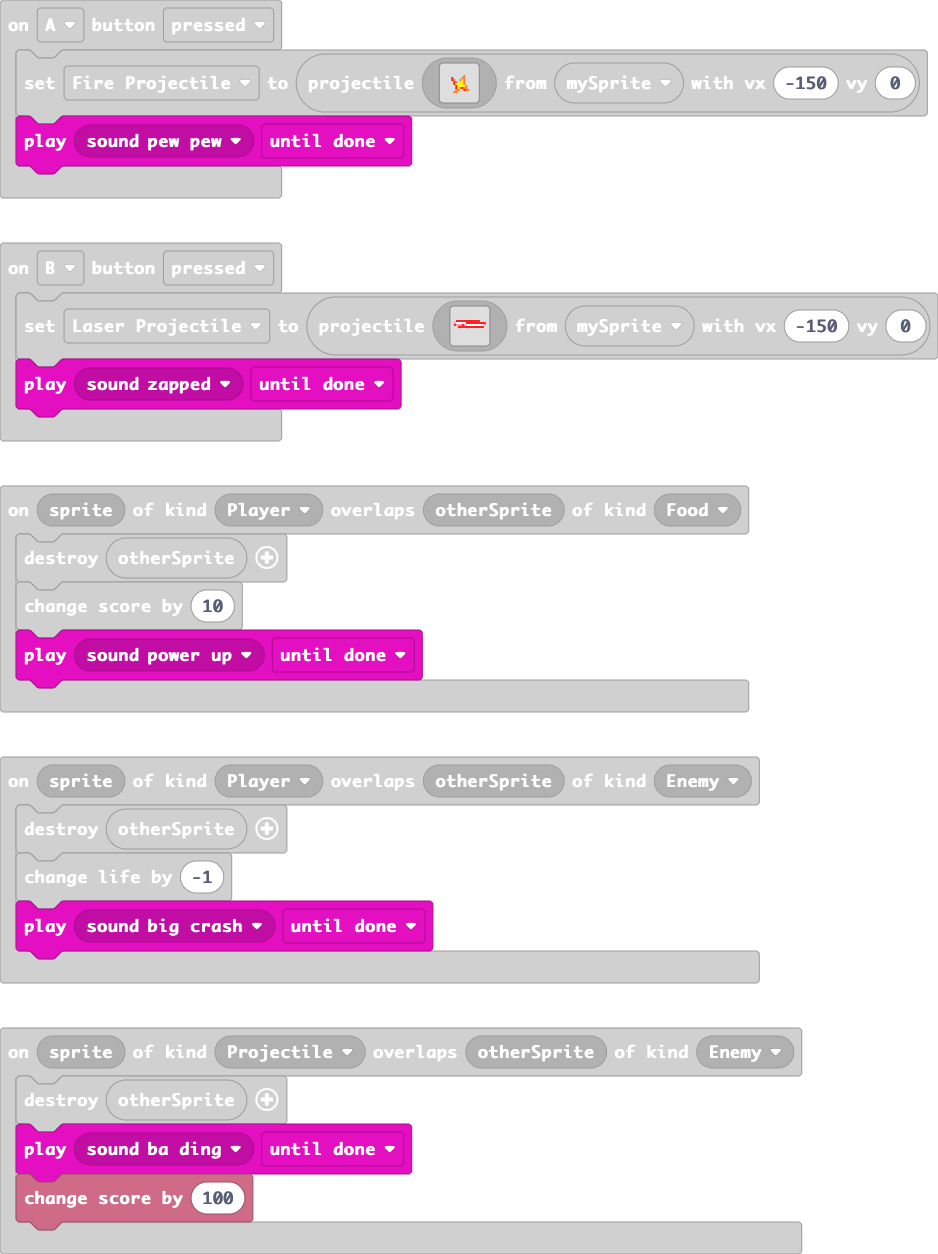 on A button pressed
set Fire Projectile to projectile from mySprite with vx -150 vy 0
play sound pew pew until done
on B button pressed
set Laser Projectile to projectile from mySprite with vx -150 vy 0
play sound zapped until done
on sprite of kind Player overlaps otherSprite of kind Food
destroy otherSprite
change score by 10
play sound power up until done
on sprite of kind Player overlaps otherSprite of kind Enemy
destroy otherSprite
change life by -1
play sound big crash until done
on sprite of kind Projectile overlaps otherSprite of kind Enemy
destroy otherSprite
play sound ba ding until done
change score by 100